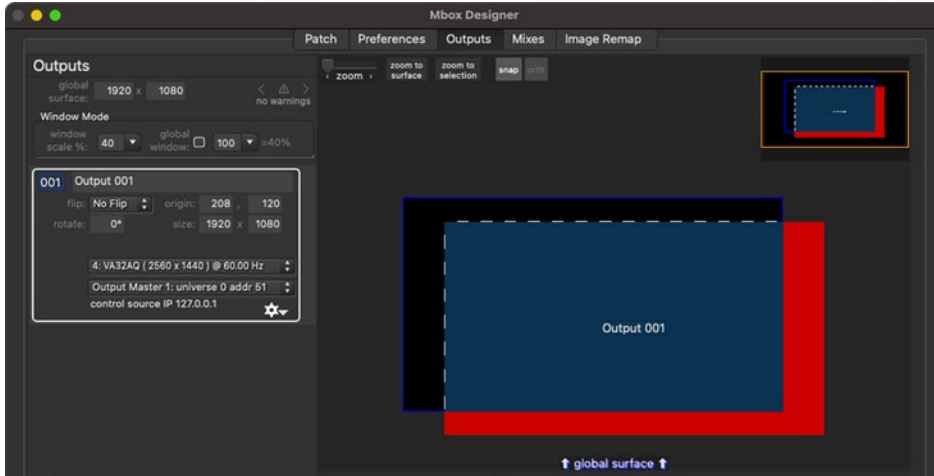 Mbox Designer
Patch Preferences Outputs Mixes Image Remap
Outputs
global surface: 1920 x 1080
< >
no warnings
Window Mode
window scale %: 40 global window: 100 =40%
001 Output 001
flip: No Flip origin: 208 , 120
rotate: 0° size: 1920 x 1080
4: VA32AQ ( 2560 x 1440 ) @ 60.00 Hz
Output Master 1: universe 0 addr 51
control source IP 127.0.0.1
zoom
zoom to surface
zoom to selection
snap orth
Output 001
⬆ global surface ⬆